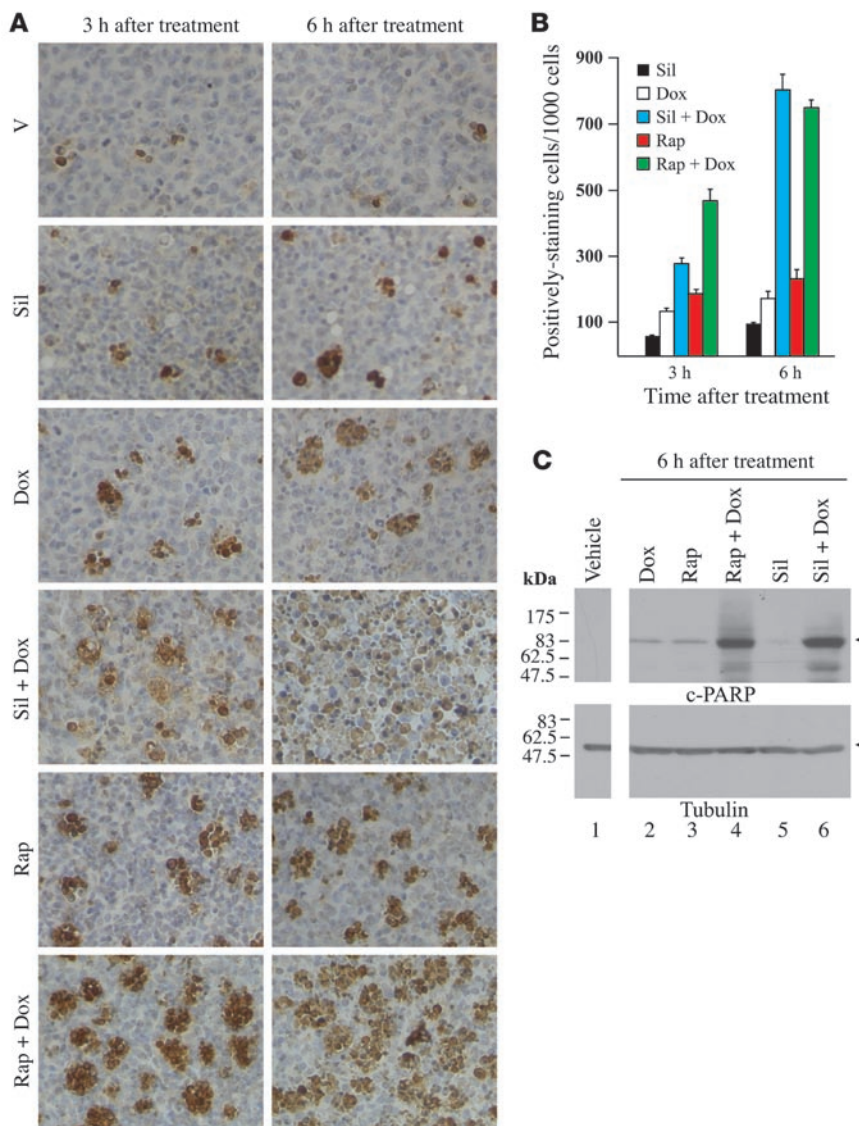 A
3 h after treatment
6 h after treatment
V
Sil
Dox
Sil + Dox
Rap
Rap + Dox
B
Positively-staining cells/1000 cells
900
700
500
300
100
Sil
Dox
Sil + Dox
Rap
Rap + Dox
3 h
6 h
Time after treatment
C
6 h after treatment
Vehicle
Dox
Rap
Rap + Dox
Sil
Sil + Dox
kDa
175
83
62.5
47.5
c-PARP
83
62.5
47.5
Tubulin
1 2 3 4 5 6